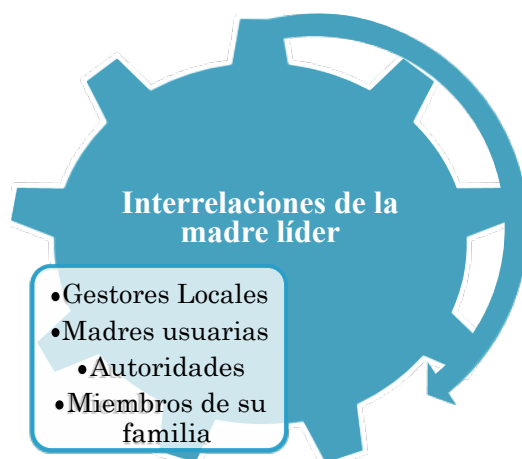 Interrelaciones de la
madre líder
•Gestores Locales
•Madres usuarias
•Autoridades
•Miembros de su
familia